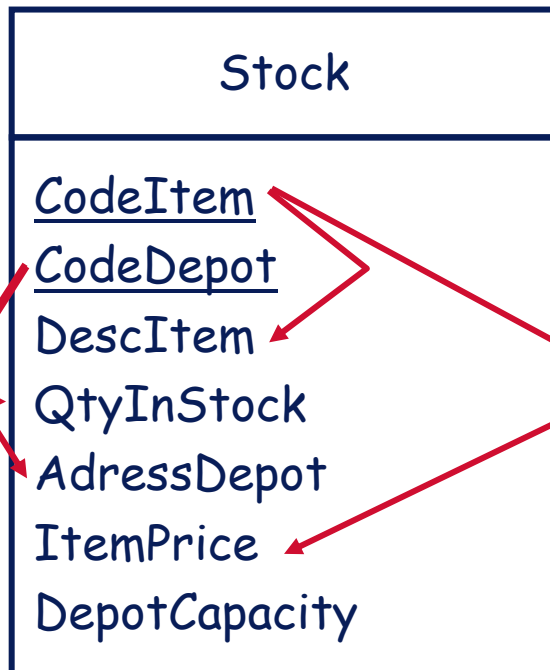 Stock
CodeItem
CodeDepot
DescItem
QtyInStock
AdressDepot
ItemPrice
DepotCapacity